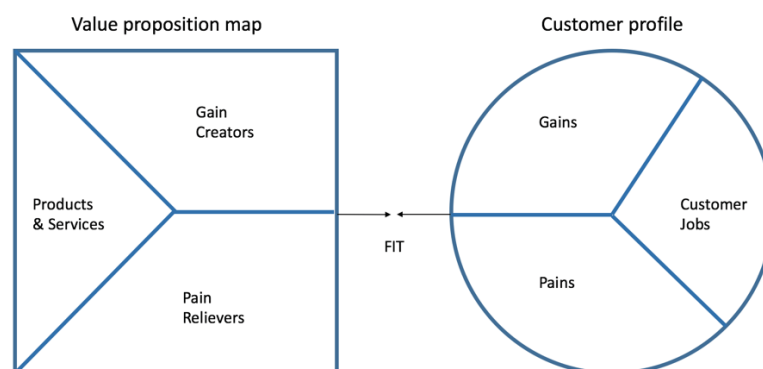 Value proposition map
Customer profile
Gain
Creators
Products
& Services
Pain
Relievers
FIT
Gains
Customer
Jobs
Pains